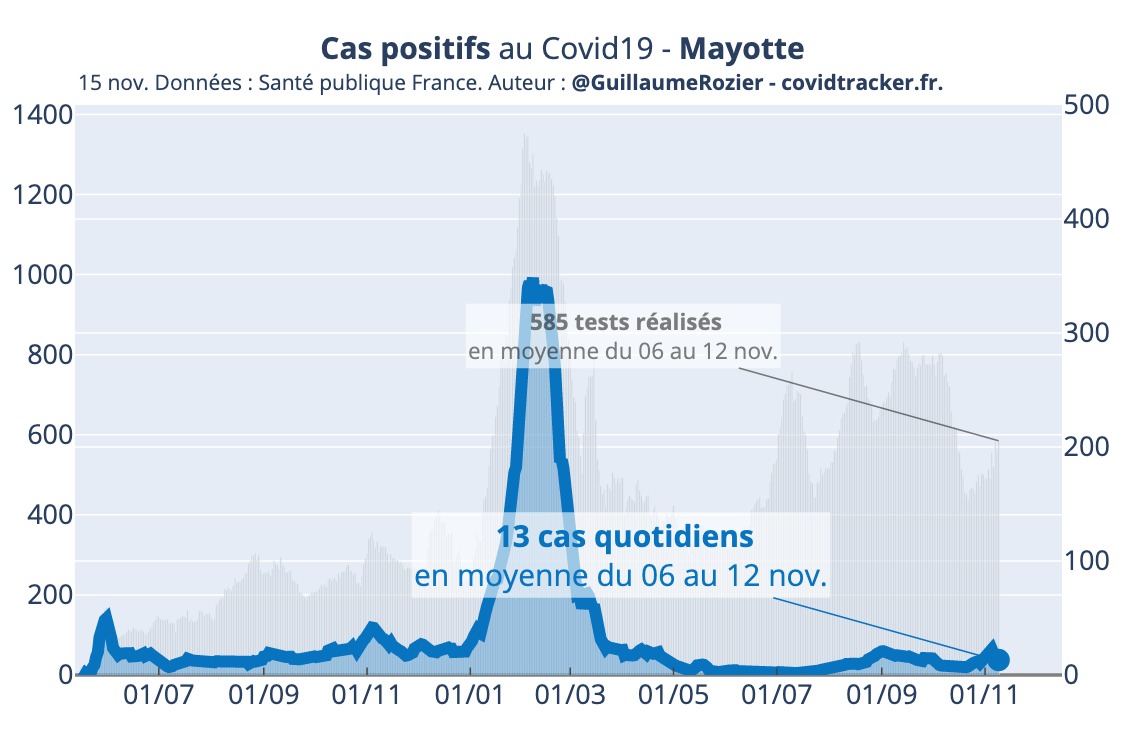 Cas positifs au Covid19 - Mayotte
15 nov. Données : Santé publique France. Auteur : @GuillaumeRozier - covidtracker.fr.
1400
1200
1000
800
600
400
200
0
500
400
300
200
100
0
585 tests réalisés
en moyenne du 06 au 12 nov.
13 cas quotidiens
en moyenne du 06 au 12 nov.
01/07 01/09 01/11 01/01 01/03 01/05 01/07 01/09 01/11